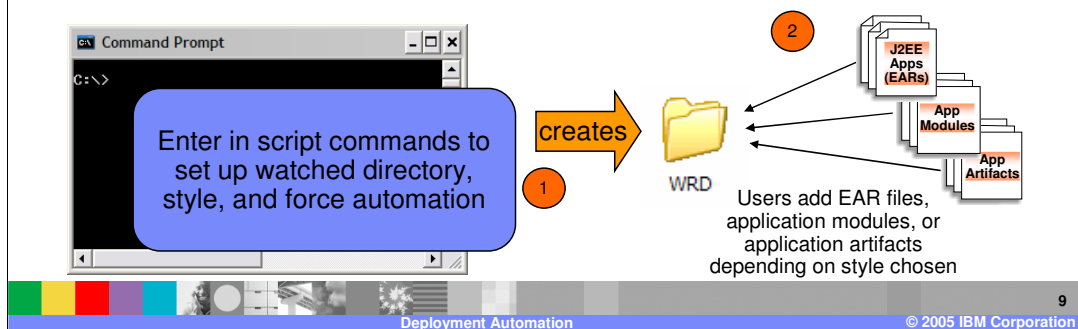 Command Prompt
C:\>
Enter in script commands to
set up watched directory,
style, and force automation
creates
1
WRD
2
J2EE
Apps
(EARs)
App
Modules
App
Artifacts
Users add EAR files,
application modules, or
application artifacts
depending on style chosen
9
Deployment Automation
© 2005 IBM Corporation